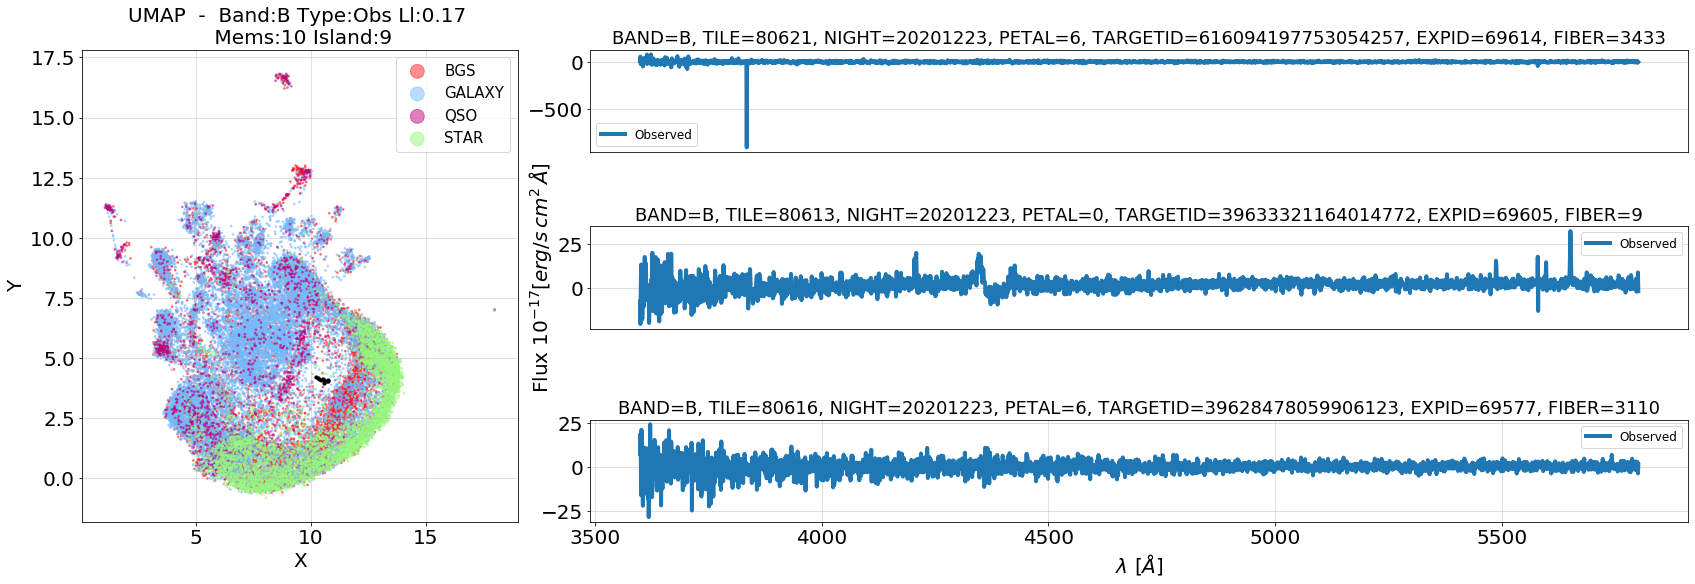 UMAP - Band:B Type:Obs Ll:0.17
Mems:10 Island:9
17.5
15.0
12.5
10.0
7.5
5.0
2.5
0.0
Y
5
10
15
X
BGS
GALAXY
QSO
STAR
BAND=B, TILE=80621, NIGHT=20201223, PETAL=6, TARGETID=616094197753054257, EXPID=69614, FIBER=3433
0
−500
Observed
BAND=B, TILE=80613, NIGHT=20201223, PETAL=0, TARGETID=39633321164014772, EXPID=69605, FIBER=9
25
0
Observed
Flux 10⁻¹⁷[erg/s cm² Å]
BAND=B, TILE=80616, NIGHT=20201223, PETAL=6, TARGETID=39628478059906123, EXPID=69577, FIBER=3110
25
0
−25
Observed
3500
4000
4500
5000
5500
λ [Å]